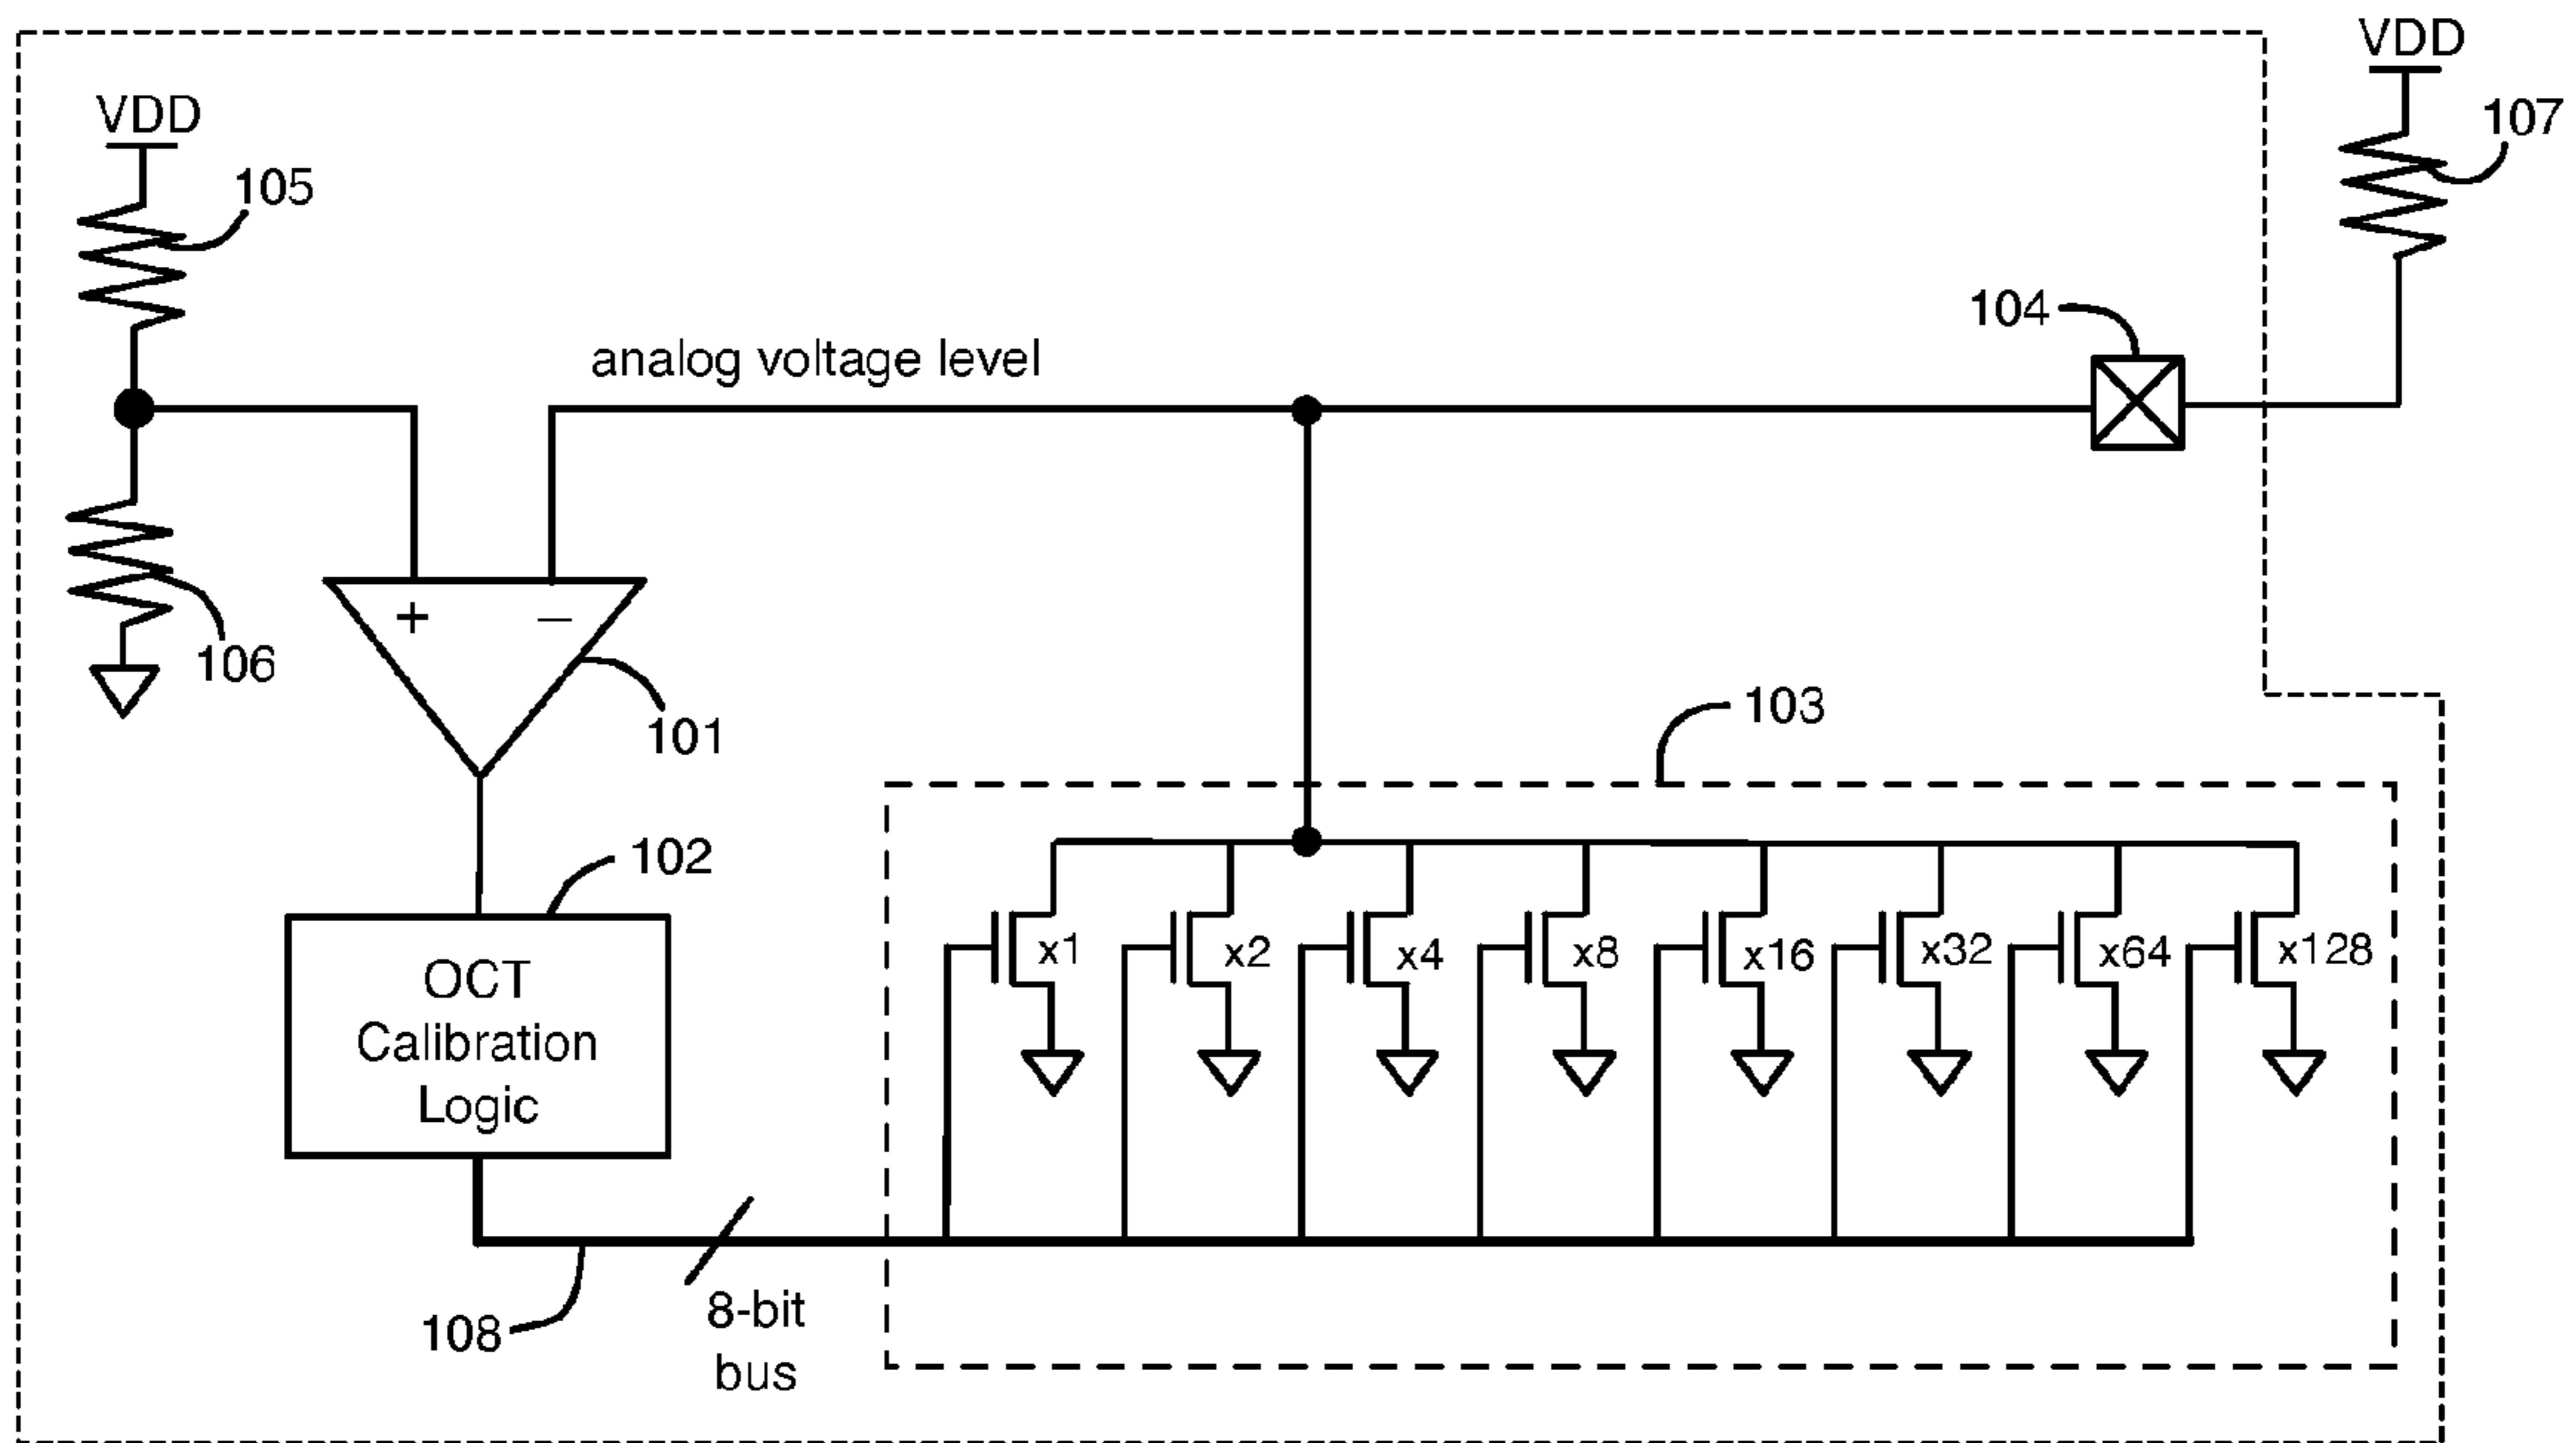 VDD
VDD
107
105
104
analog voltage level
+
−
106
101
103
102
x1
x2
x4
x8
x16
x32
x64
x128
OCT
Calibration
Logic
108
8-bit
bus